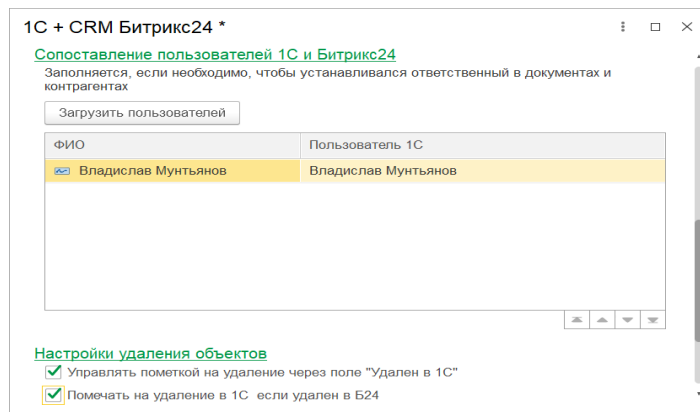 1С + CRM Битрикс24 *
Сопоставление пользователей 1С и Битрикс24
Заполняется, если необходимо, чтобы устанавливался ответственный в документах и
контрагентах
Загрузить пользователей
ФИО Пользователь 1С
Владислав Мунтьянов Владислав Мунтьянов
Настройки удаления объектов
Управлять пометкой на удаление через поле "Удален в 1С"
Помечать на удаление в 1С если удален в Б24